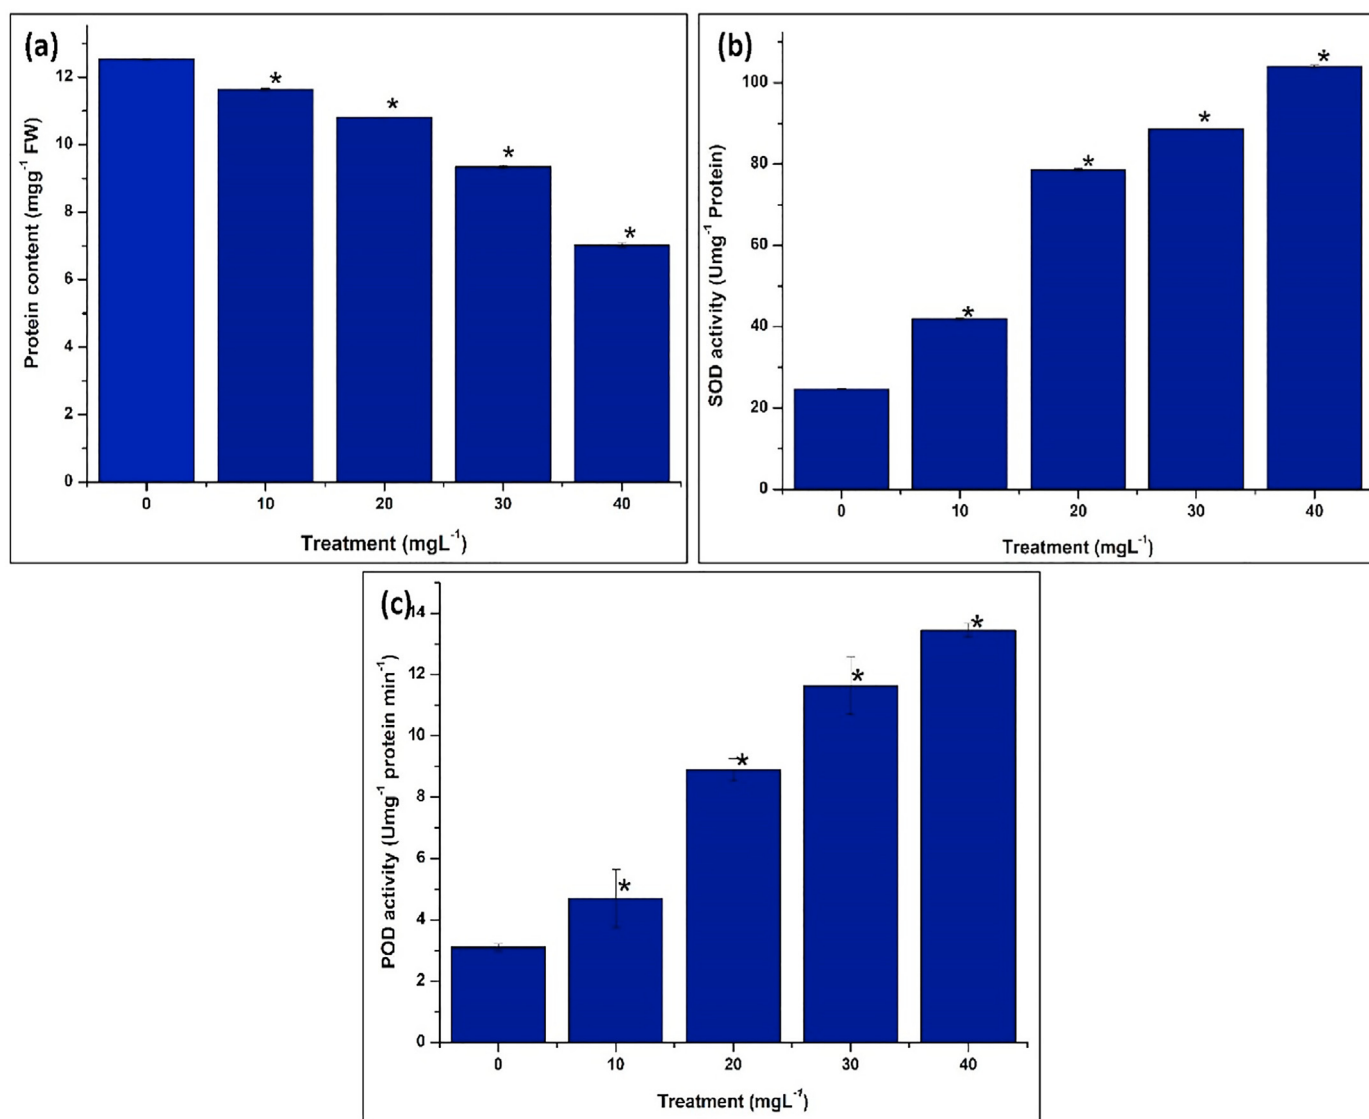 (a)
Protein content (mgg⁻¹ FW)
12
10
8
6
4
2
0
*
*
*
*
0 10 20 30 40
Treatment (mgL⁻¹)
(b)
SOD activity (Umg⁻¹ Protein)
100
80
60
40
20
0
*
*
*
*
0 10 20 30 40
Treatment (mgL⁻¹)
(c)
POD activity (Umg⁻¹ protein min⁻¹)
14
12
10
8
6
4
2
0
*
*
*
*
0 10 20 30 40
Treatment (mgL⁻¹)